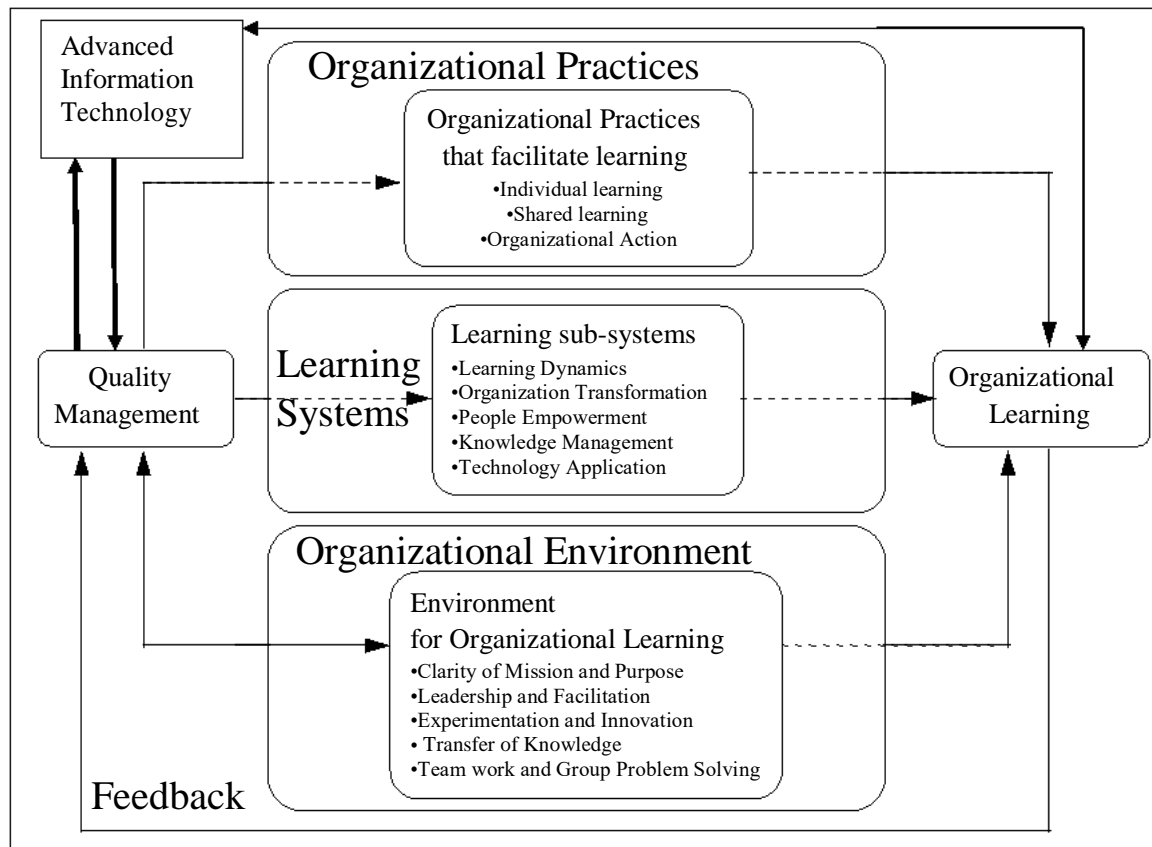 Advanced
Information
Technology
Organizational Practices
Organizational Practices
that facilitate learning
•Individual learning
•Shared learning
•Organizational Action
Quality
Management
Learning
Systems
Learning sub-systems
•Learning Dynamics
•Organization Transformation
•People Empowerment
•Knowledge Management
•Technology Application
Organizational
Learning
Organizational Environment
Environment
for Organizational Learning
•Clarity of Mission and Purpose
•Leadership and Facilitation
•Experimentation and Innovation
• Transfer of Knowledge
•Team work and Group Problem Solving
Feedback